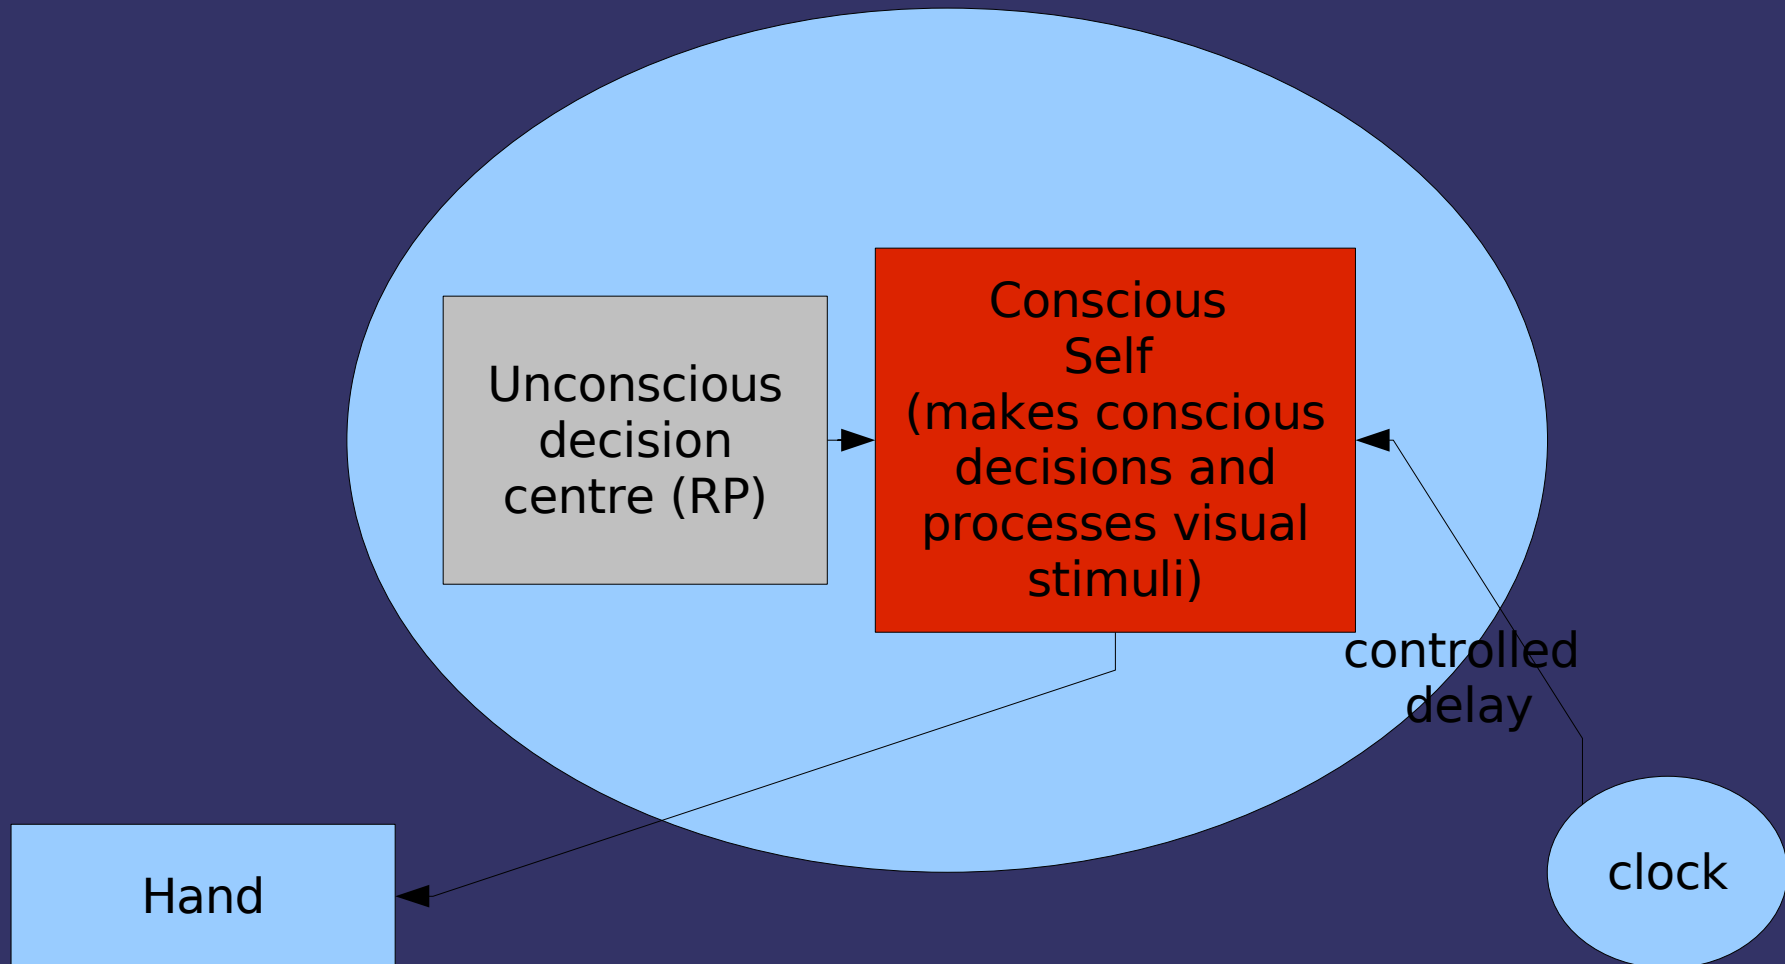 Unconscious
decision
centre (RP)
Conscious
Self
(makes conscious
decisions and
processes visual
stimuli)
controlled
delay
Hand
clock